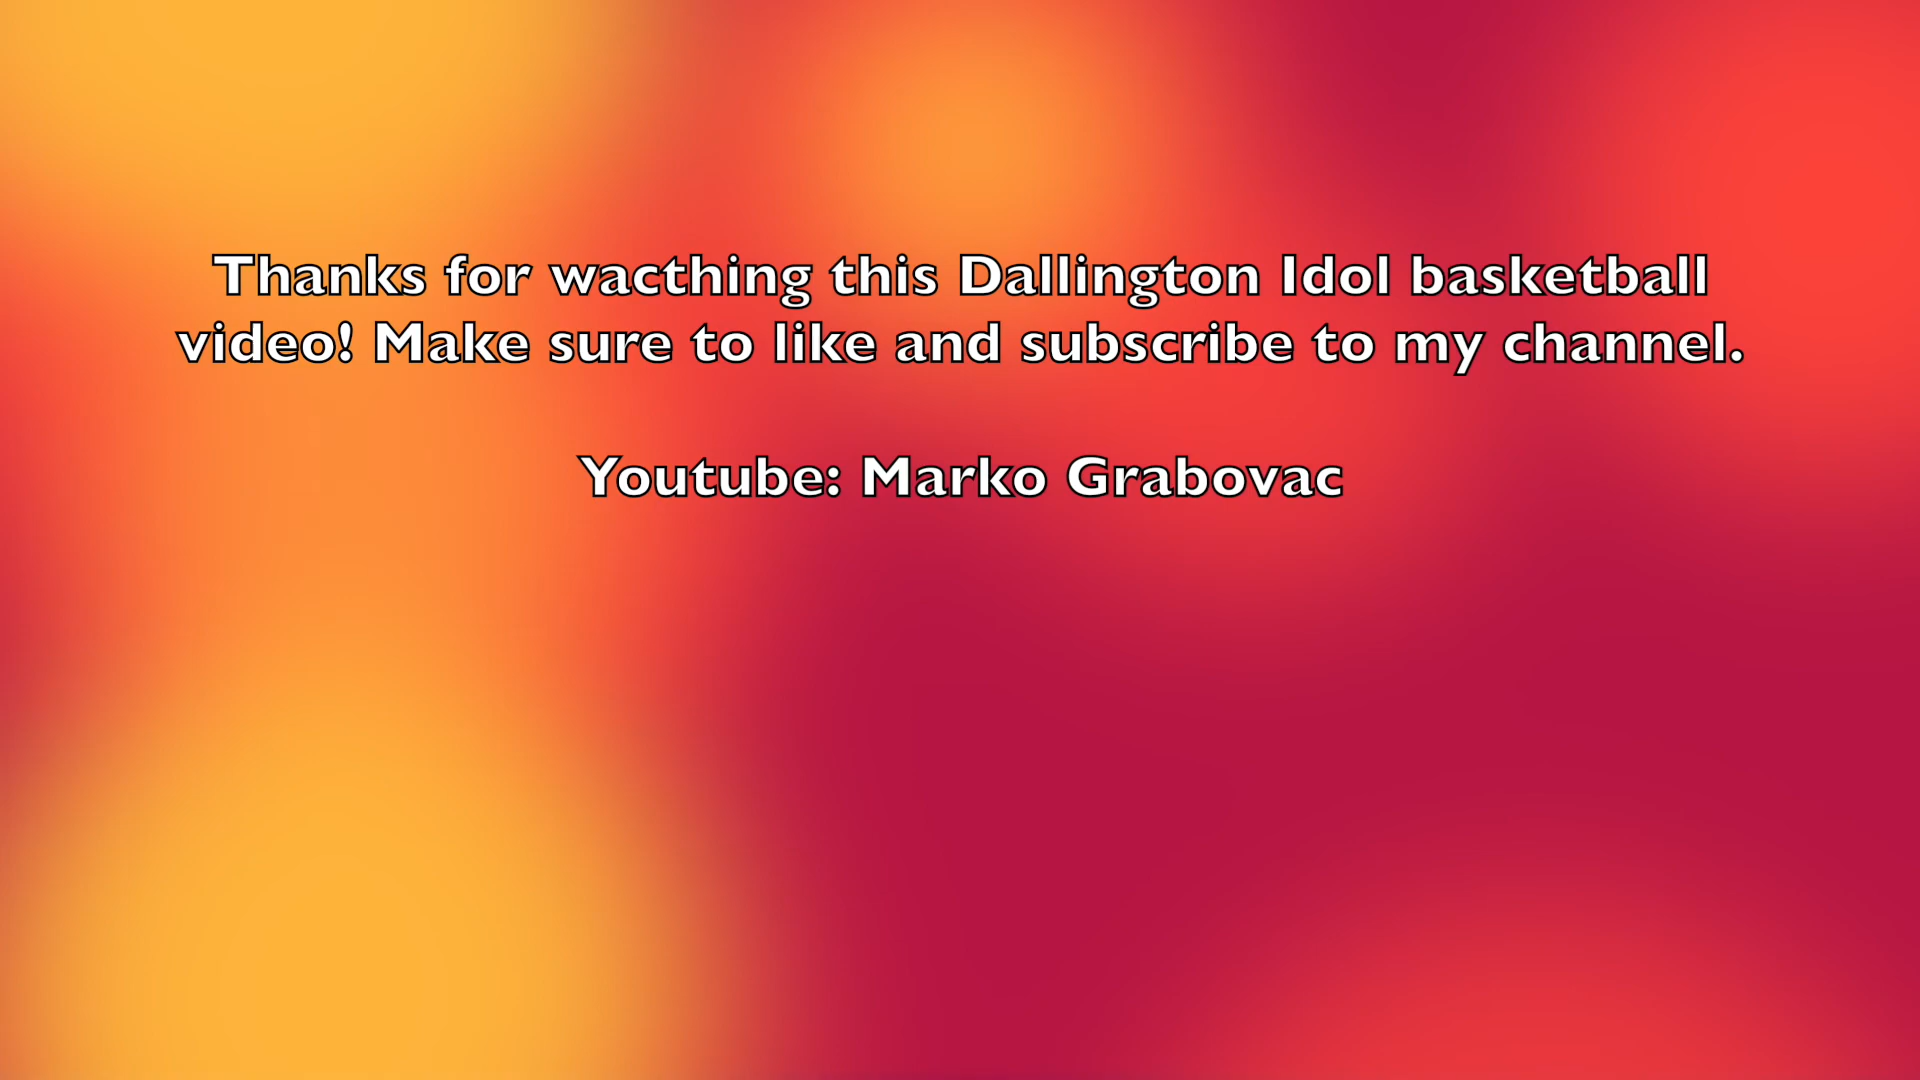 Thanks for wacthing this Dallington Idol basketball
video! Make sure to like and subscribe to my channel.
Youtube: Marko Grabovac